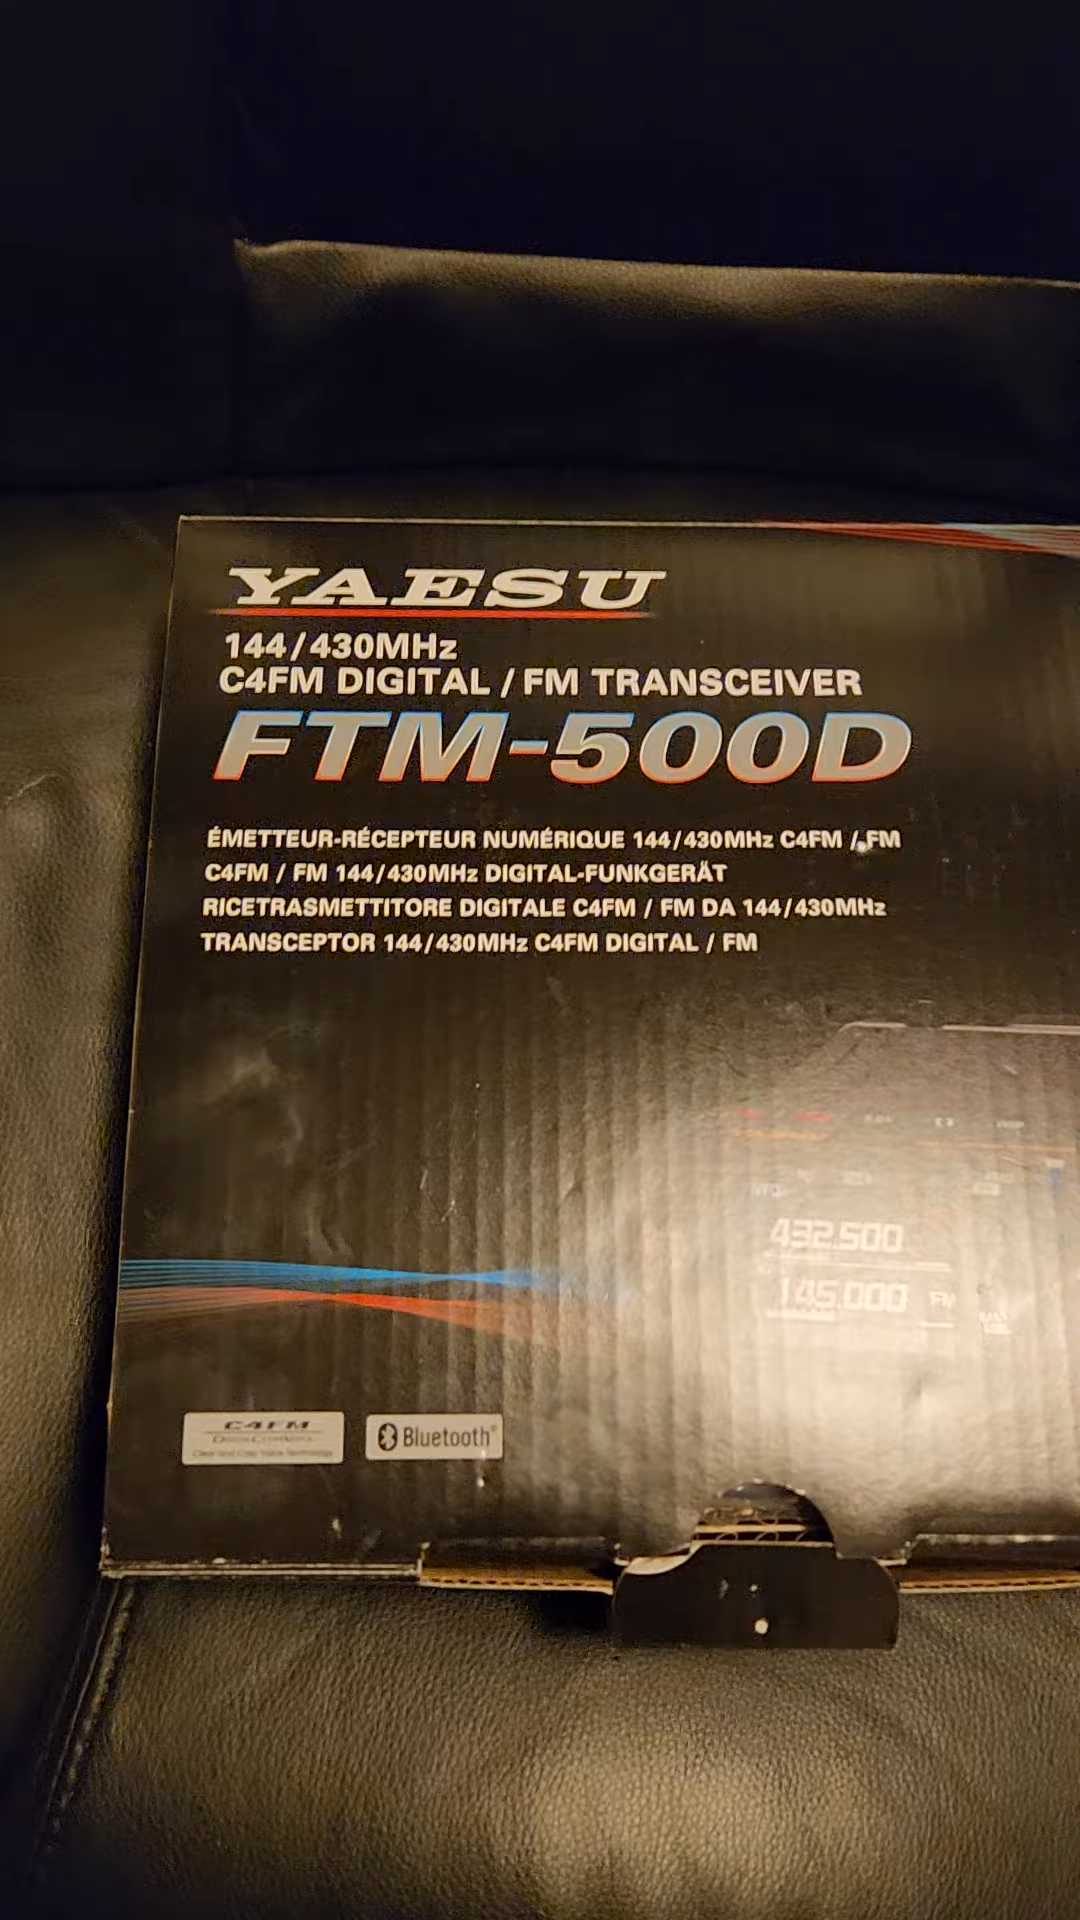 YAESU
144/430MHz
C4FM DIGITAL / FM TRANSCEIVER
FTM-500D
ÉMETTEUR-RÉCEPTEUR NUMÉRIQUE 144/430MHz C4FM / FM
C4FM / FM 144/430MHz DIGITAL-FUNKGERÄT
RICETRASMETTITORE DIGITALE C4FM / FM DA 144/430MHz
TRANSCEPTOR 144/430MHz C4FM DIGITAL / FM
432.500
145.000 FM
C4FM
Bluetooth®